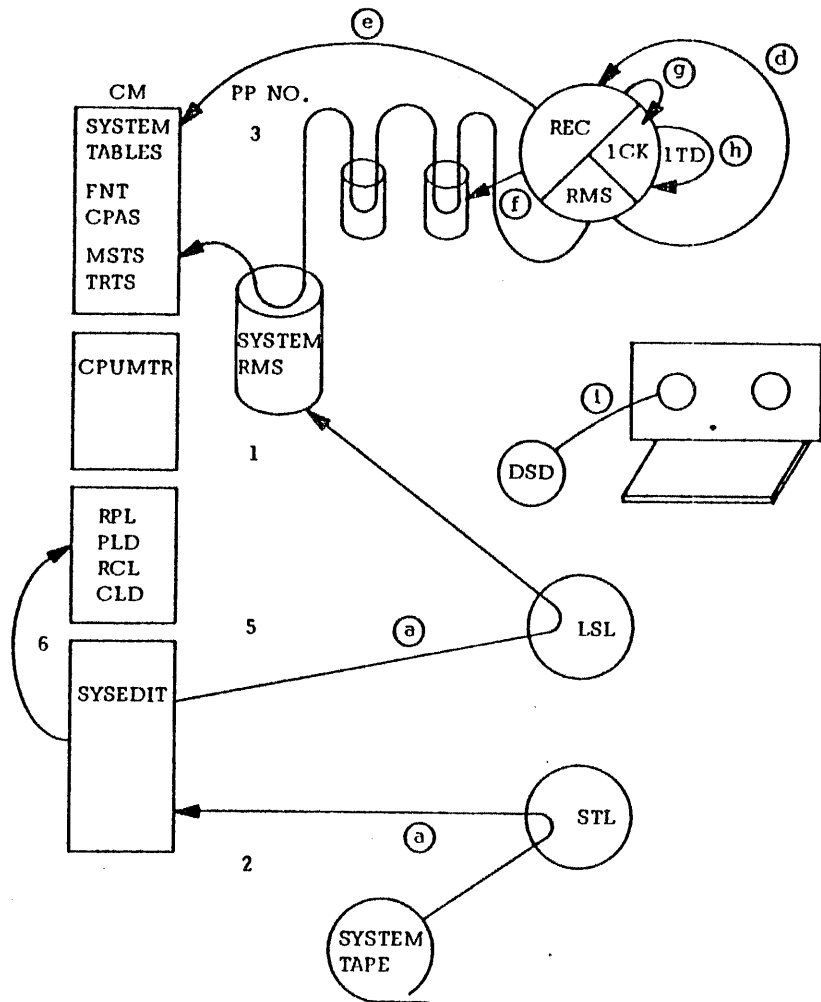 e
d
g
CM
PP NO.
SYSTEM
TABLES
3
REC
1CK
1TD
h
FNT
CPAS
RMS
f
MSTS
TRTS
SYSTEM
RMS
CPUMTR
i
1
DSD
RPL
PLD
RCL
CLD
5
a
LSL
6
SYSEDIT
STL
a
2
SYSTEM
TAPE